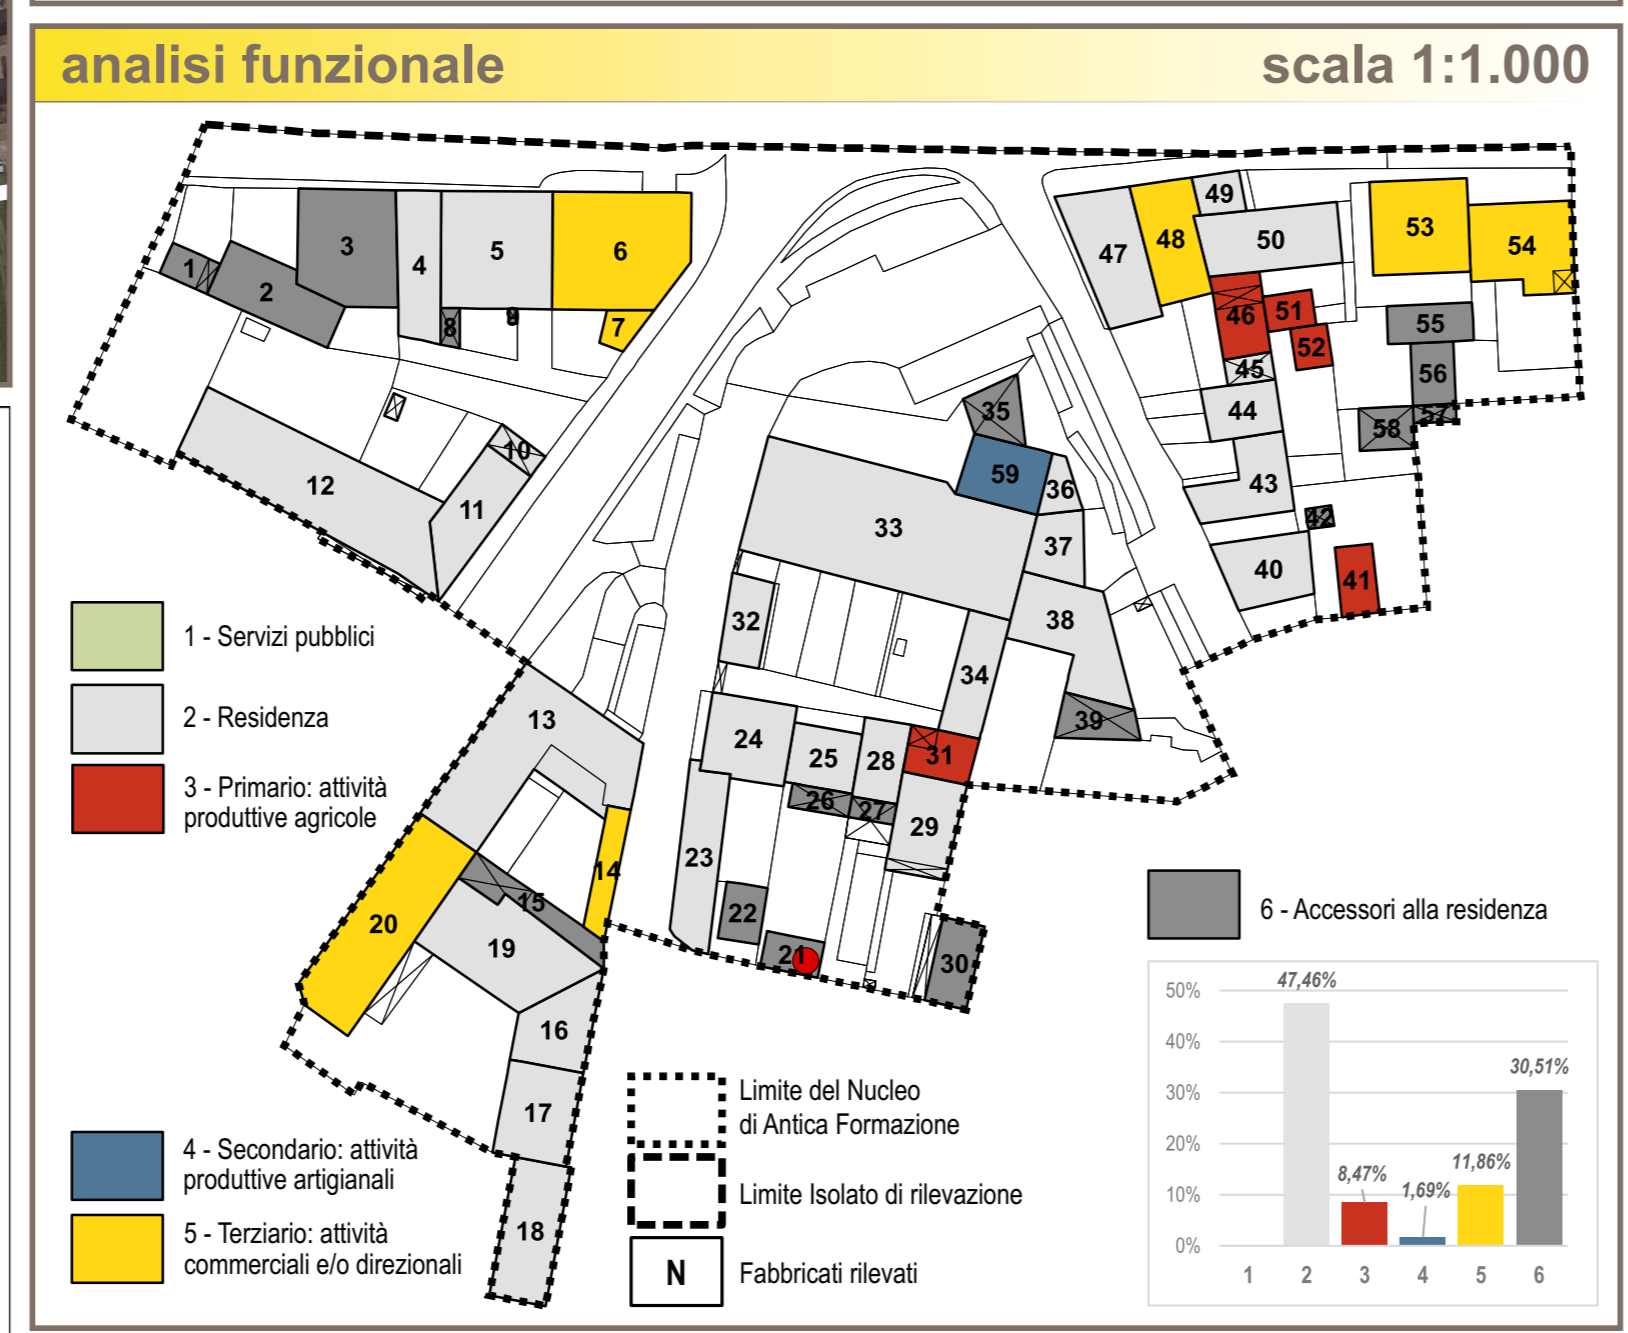 analisi funzionale scala 1:1.000
49
47 48 50 53 54
3 4 5 6
1 2
8 9 7
46 51 52
45 44
55 56 57 58
35 59 36
10
12 11
33 37
43 42
40 41
32 38
34
39
13
24 25 28 31
26 27
29
23
14
15
20 19
22 21 30
16
17
18
1 - Servizi pubblici
2 - Residenza
3 - Primario: attività
produttive agricole
4 - Secondario: attività
produttive artigianali
5 - Terziario: attività
commerciali e/o direzionali
Limite del Nucleo
di Antica Formazione
Limite Isolato di rilevazione
N Fabbricati rilevati
6 - Accessori alla residenza
50%
40%
30%
20%
10%
0%
47,46%
8,47%
1,69%
11,86%
30,51%
1 2 3 4 5 6